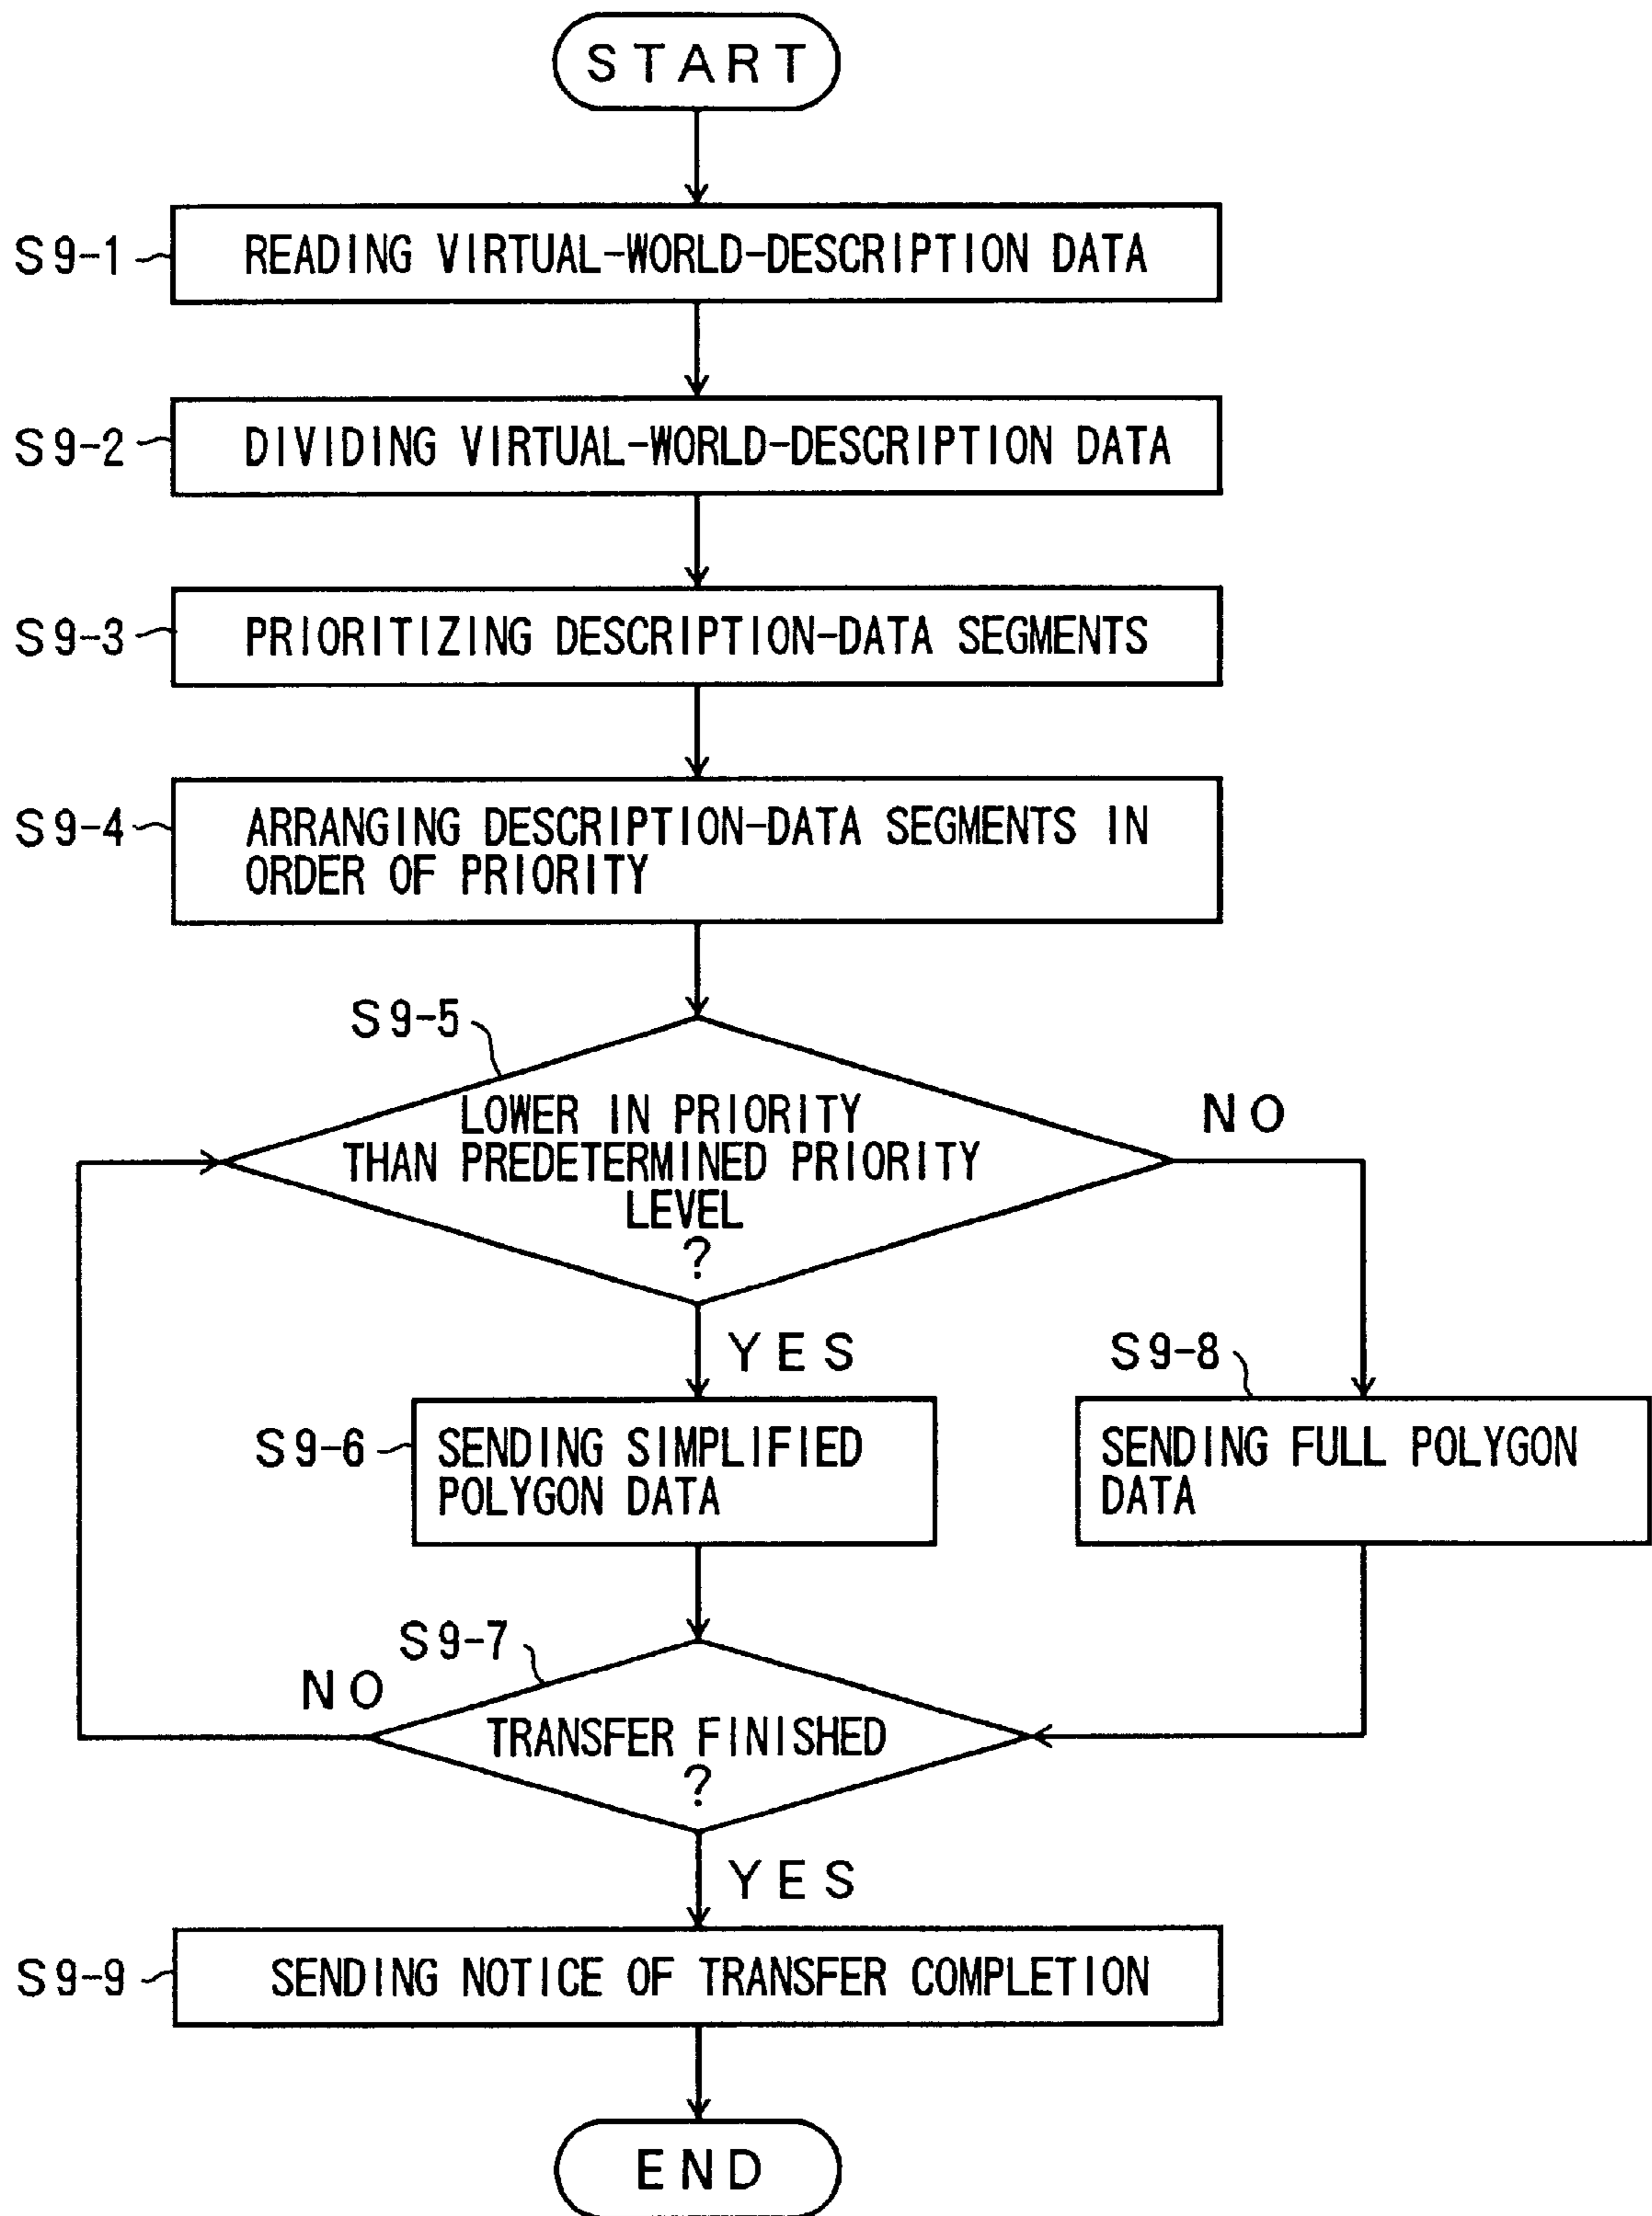 START
S9-1
READING VIRTUAL-WORLD-DESCRIPTION DATA
S9-2
DIVIDING VIRTUAL-WORLD-DESCRIPTION DATA
S9-3
PRIORITIZING DESCRIPTION-DATA SEGMENTS
S9-4
ARRANGING DESCRIPTION-DATA SEGMENTS IN
ORDER OF PRIORITY
S9-5
LOWER IN PRIORITY
THAN PREDETERMINED PRIORITY
LEVEL
?
NO
YES
S9-6
SENDING SIMPLIFIED
POLYGON DATA
S9-8
SENDING FULL POLYGON
DATA
S9-7
NO
TRANSFER FINISHED
?
YES
S9-9
SENDING NOTICE OF TRANSFER COMPLETION
END